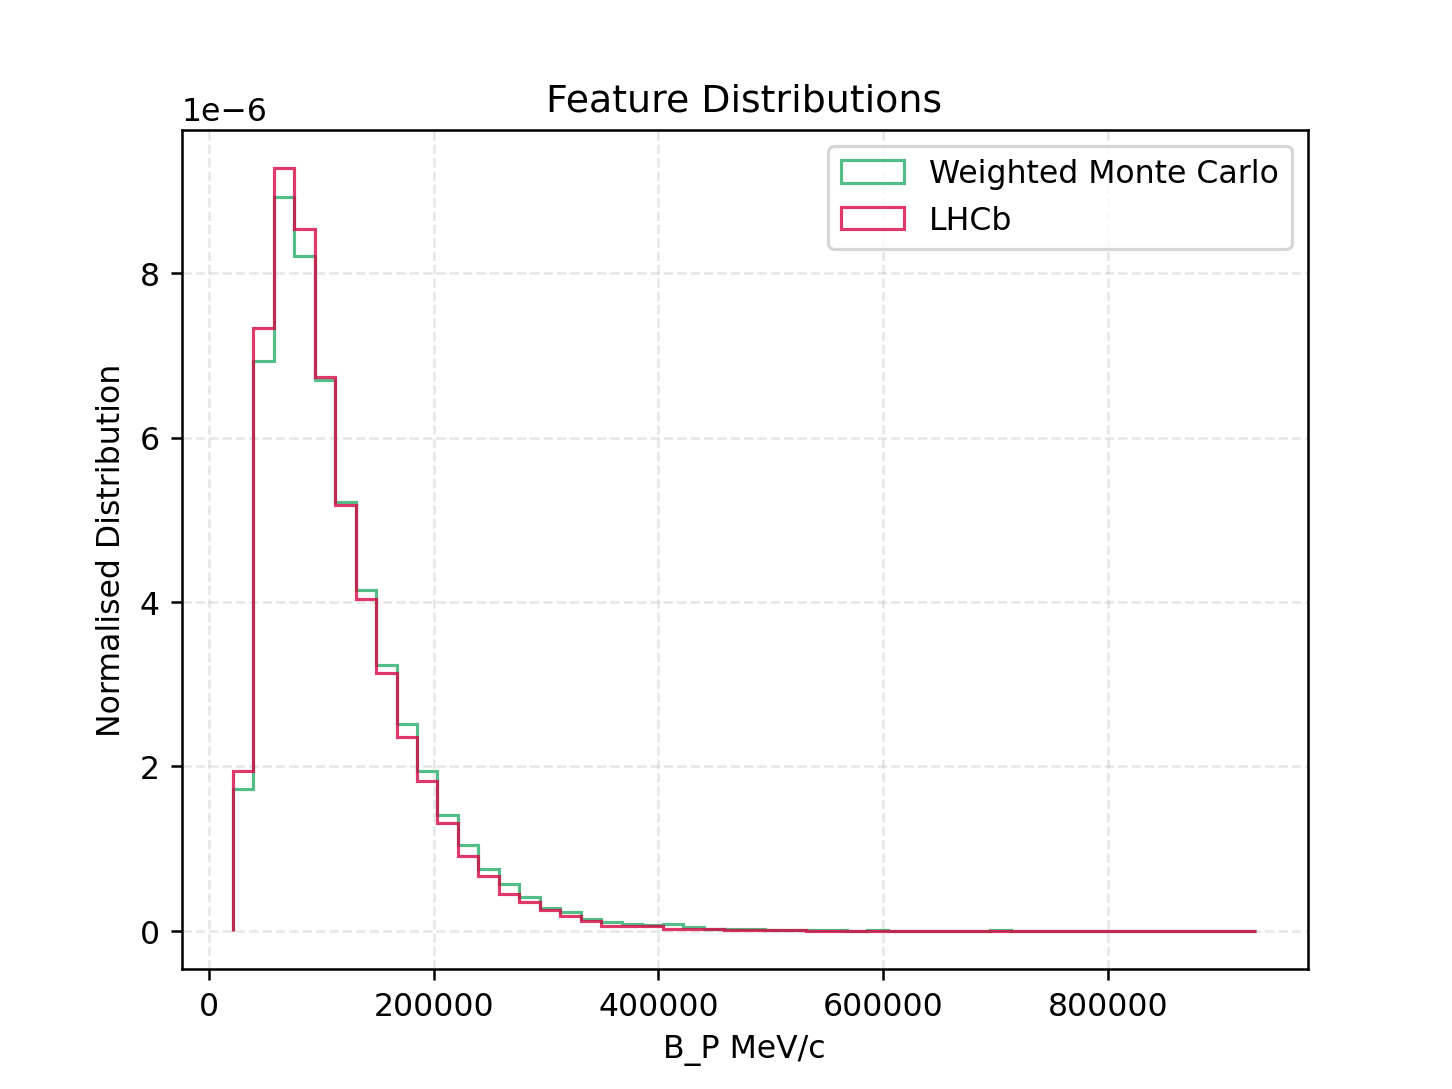 Feature Distributions
1e−6
Weighted Monte Carlo
LHCb
8
6
4
2
0
Normalised Distribution
0 200000 400000 600000 800000
B_P MeV/c